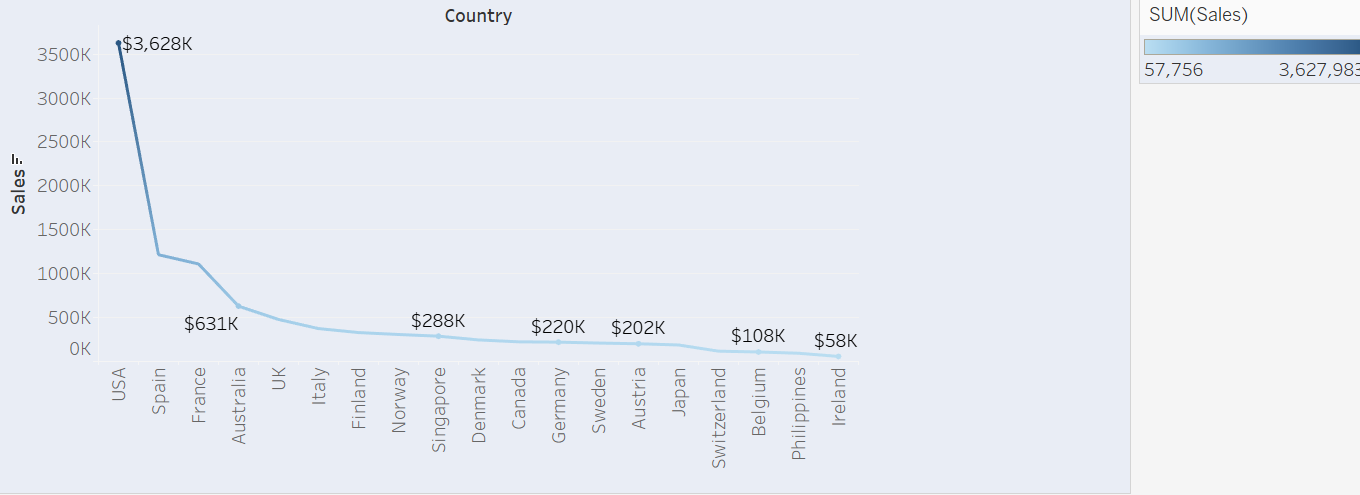 Country
SUM(Sales)
57,756 3,627,983
Sales
3500K
3000K
2500K
2000K
1500K
1000K
500K
0K
$3,628K
$631K
$288K
$220K
$202K
$108K
$58K
USA
Spain
France
Australia
UK
Italy
Finland
Norway
Singapore
Denmark
Canada
Germany
Sweden
Austria
Japan
Switzerland
Belgium
Philippines
Ireland